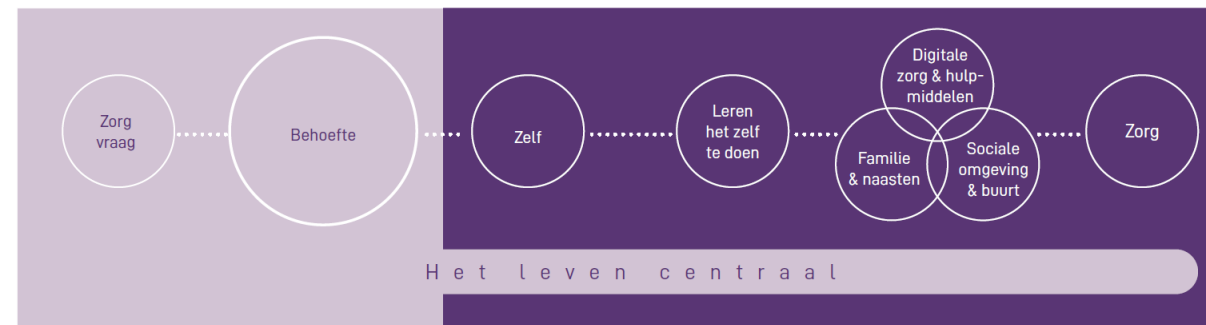 Zorg
vraag
Behoefte
Zelf
Leren
het zelf
te doen
Digitale
zorg & hulp-
middelen
Familie
& naasten
Sociale
omgeving
& buurt
Zorg
Het leven centraal